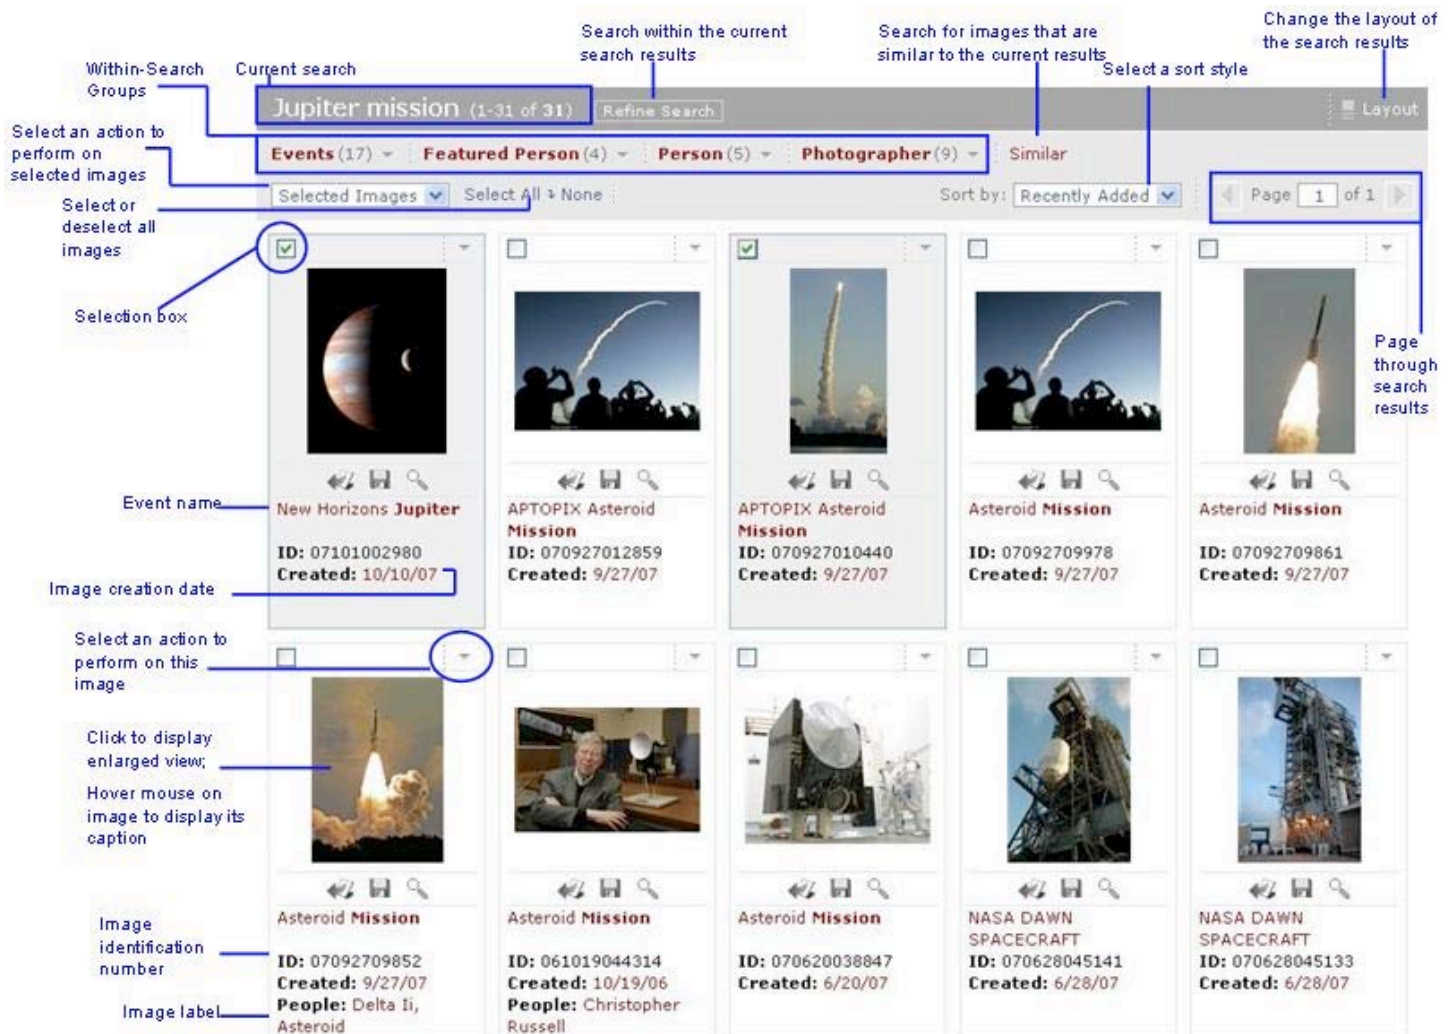 Search within the current
search results
Search for images that are
similar to the current results
Change the layout of
the search results
Within-Search
Groups
Current search
Select a sort style
Jupiter mission (1-31 of 31) Refine Search Layout
Select an action to
perform on
selected images
Events (17) Featured Person (4) Person (5) Photographer (9) Similar
Selected Images Select All None Sort by: Recently Added Page 1 of 1
Select or
deselect all
images
Selection box
Page
through
search
results
Event name
New Horizons Jupiter
ID: 07101002980
Created: 10/10/07
APTOPIX Asteroid
Mission
ID: 070927012859
Created: 9/27/07
APTOPIX Asteroid
Mission
ID: 070927010440
Created: 9/27/07
Asteroid Mission
ID: 07092709978
Created: 9/27/07
Asteroid Mission
ID: 07092709861
Created: 9/27/07
Image creation date
Select an action to
perform on this
image
Click to display
enlarged view;
Hover mouse on
image to display its
caption
Image
identification
number
Image label
Asteroid Mission
ID: 07092709852
Created: 9/27/07
People: Delta Ii,
Asteroid
Asteroid Mission
ID: 061019044314
Created: 10/19/06
People: Christopher
Russell
Asteroid Mission
ID: 070620038847
Created: 6/20/07
NASA DAWN
SPACECRAFT
ID: 070628045141
Created: 6/28/07
NASA DAWN
SPACECRAFT
ID: 070628045133
Created: 6/28/07